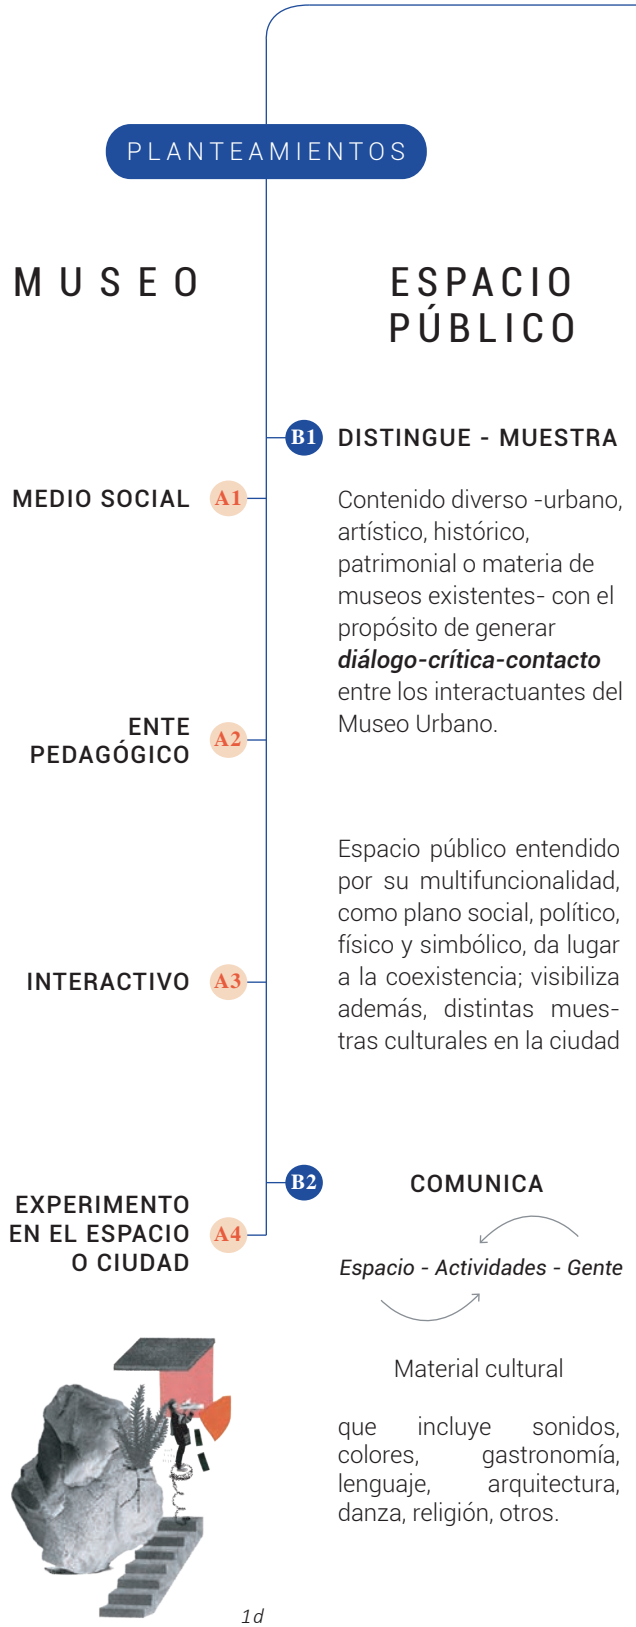 PLANTEAMIENTOS
MUSEO
ESPACIO
PÚBLICO
B1 DISTINGUE - MUESTRA
MEDIO SOCIAL A1
Contenido diverso -urbano,
artístico, histórico,
patrimonial o materia de
museos existentes- con el
propósito de generar
diálogo-crítica-contacto
entre los interactuantes del
Museo Urbano.
ENTE
PEDAGÓGICO A2
Espacio público entendido
por su multifuncionalidad,
como plano social, político,
físico y simbólico, da lugar
a la coexistencia; visibiliza
además, distintas mues-
tras culturales en la ciudad
INTERACTIVO A3
B2 COMUNICA
EXPERIMENTO
EN EL ESPACIO
O CIUDAD
A4
Espacio - Actividades - Gente
Material cultural
que incluye sonidos,
colores, gastronomía,
lenguaje, arquitectura,
danza, religión, otros.
1d